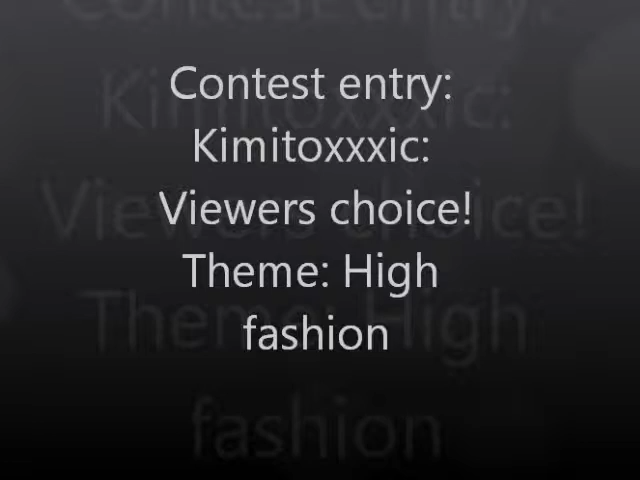 Contest entry:
Kimitoxxxic:
Viewers choice!
Theme: High
fashion